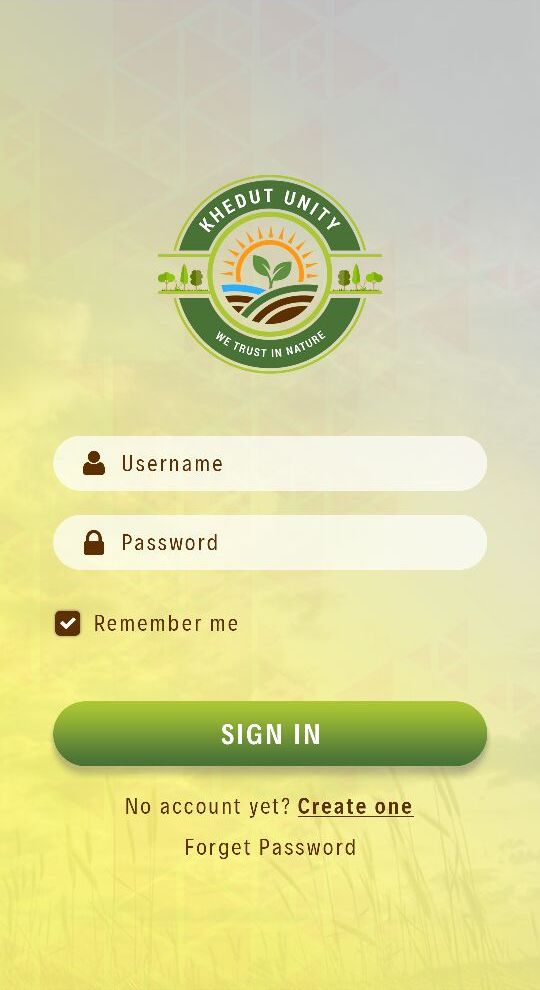 KHEDUT UNITY
WE TRUST IN NATURE
Username
Password
Remember me
SIGN IN
No account yet? Create one
Forget Password